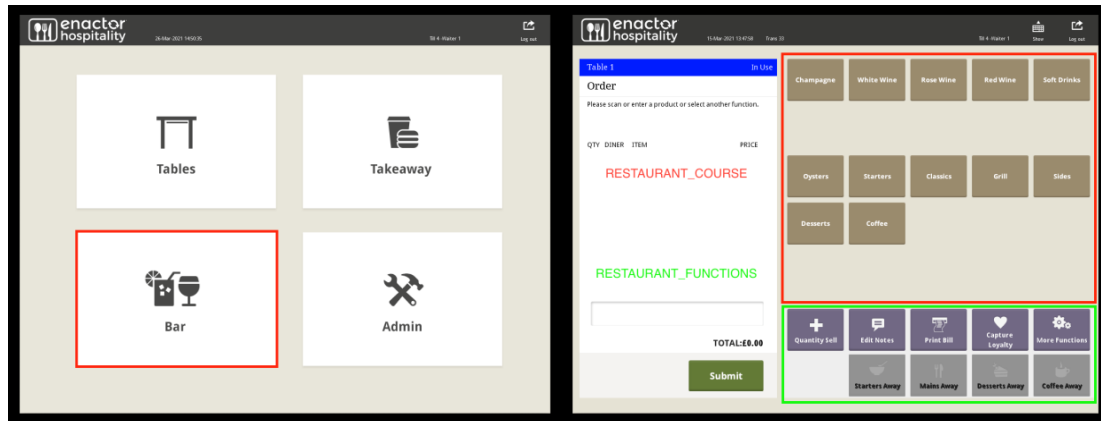 enactor
hospitality
26-Mar-2021 14:50:35
Till 4 -Waiter 1
Log out
Tables
Takeaway
Bar
Admin
enactor
hospitality
15-Mar-2021 13:47:58
Trans 33
Till 4 -Waiter 1
Show
Log out
Table 1
In Use
Order
Please scan or enter a product or select another function.
QTY DINER ITEM PRICE
RESTAURANT_COURSE
RESTAURANT_FUNCTIONS
TOTAL:£0.00
Submit
Champagne
White Wine
Rose Wine
Red Wine
Soft Drinks
Oysters
Starters
Classics
Grill
Sides
Desserts
Coffee
Quantity Sell
Edit Notes
Print Bill
Capture
Loyalty
More Functions
Starters Away
Mains Away
Desserts Away
Coffee Away